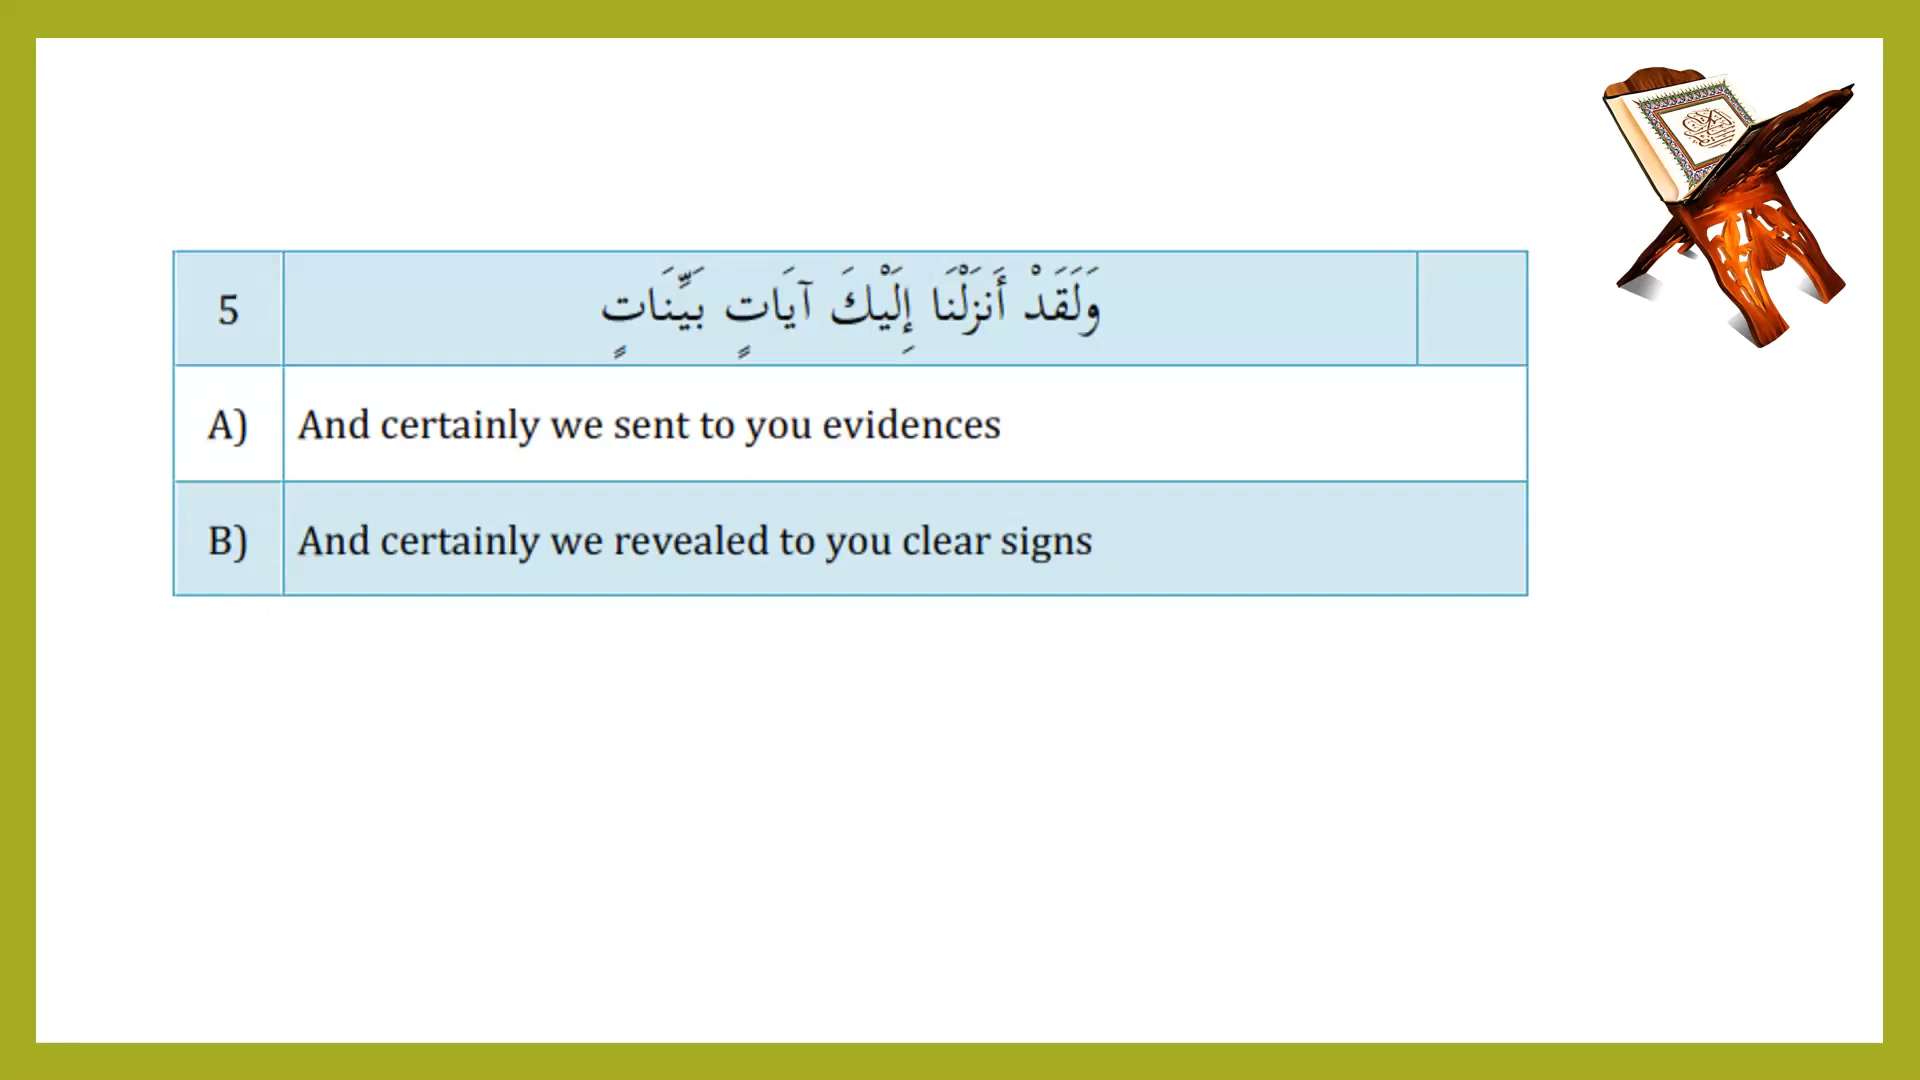 5
وَلَقَدْ أَنزَلْنَا إِلَيْكَ آيَاتٍ بَيِّنَاتٍ
A) And certainly we sent to you evidences
B) And certainly we revealed to you clear signs